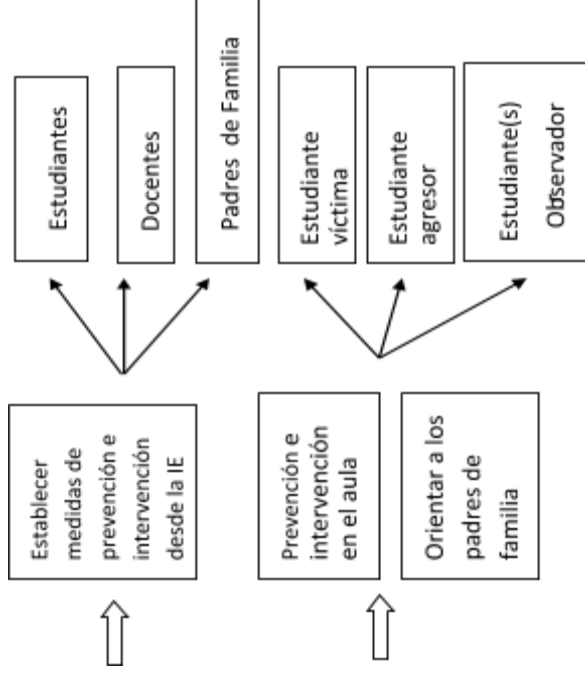 Establecer
medidas de
prevención e
intervención
desde la IE
Estudiantes
Docentes
Padres de Familia
Prevención e
intervención
en el aula
Estudiante
víctima
Estudiante
agresor
Estudiante(s)
Observador
Orientar a los
padres de
familia